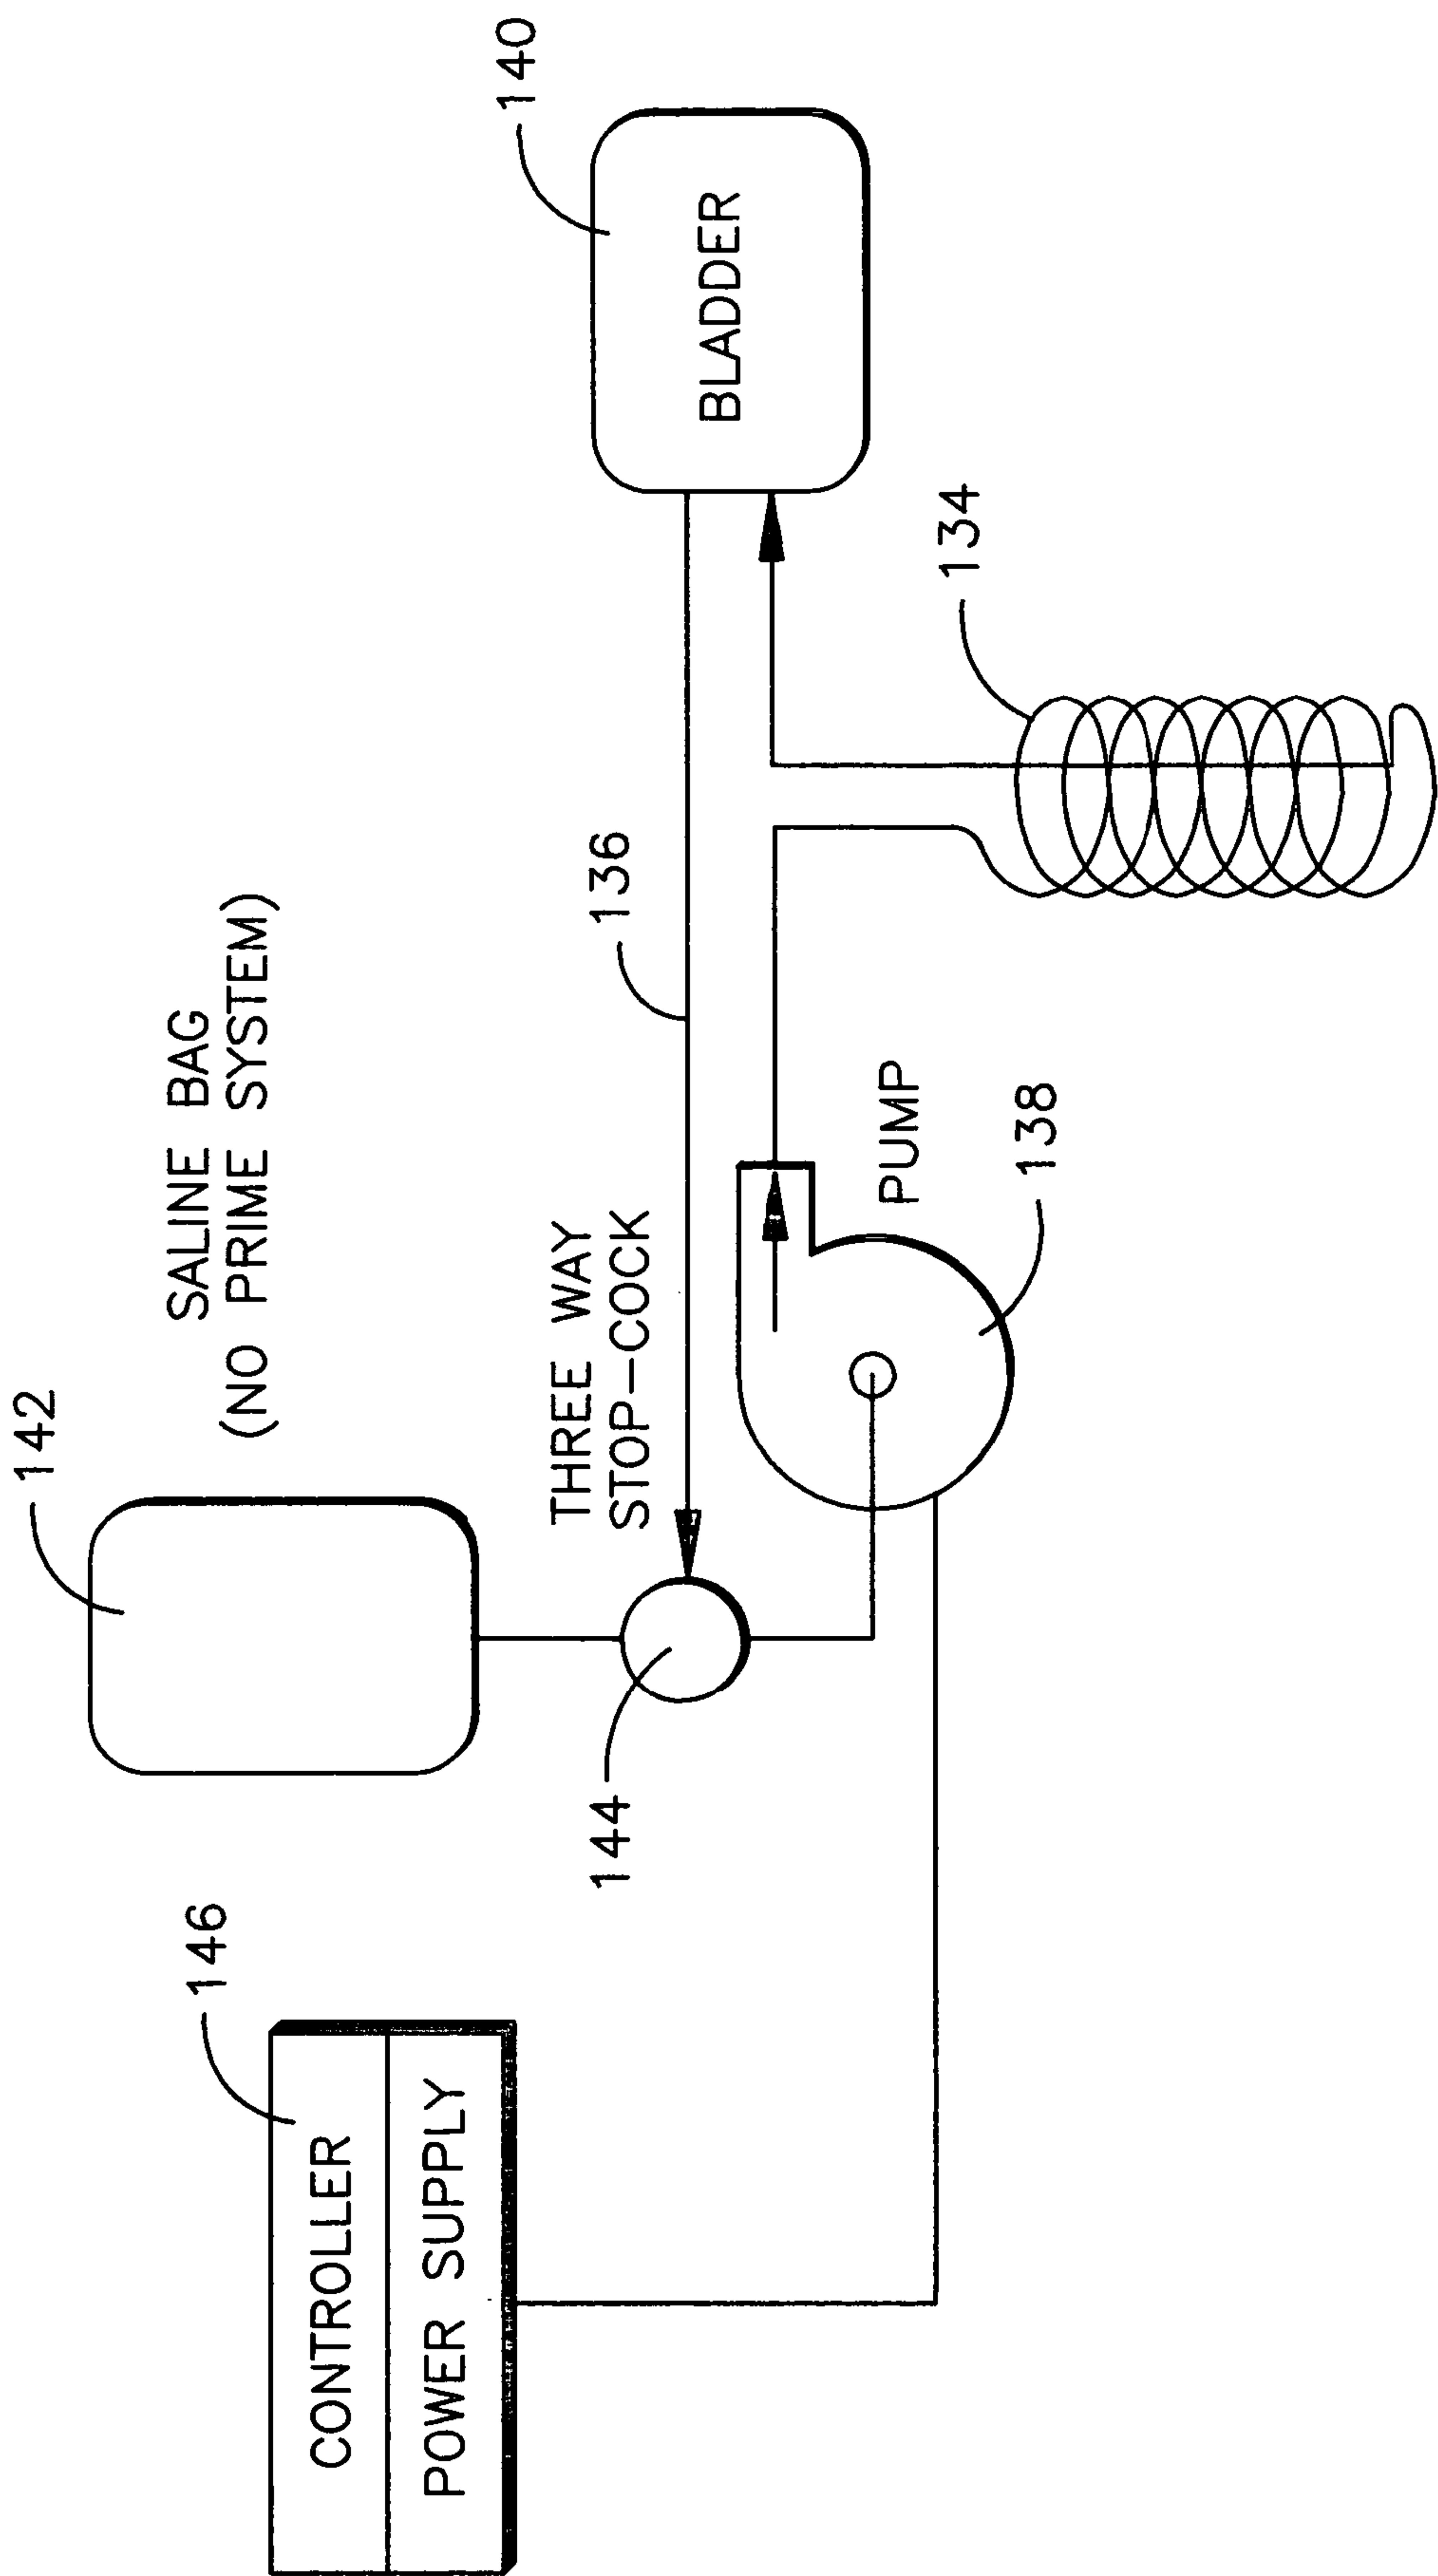 146
CONTROLLER
POWER SUPPLY
142
SALINE BAG
(NO PRIME SYSTEM)
144
THREE WAY
STOP-COCK
136
140
BLADDER
PUMP
138
134